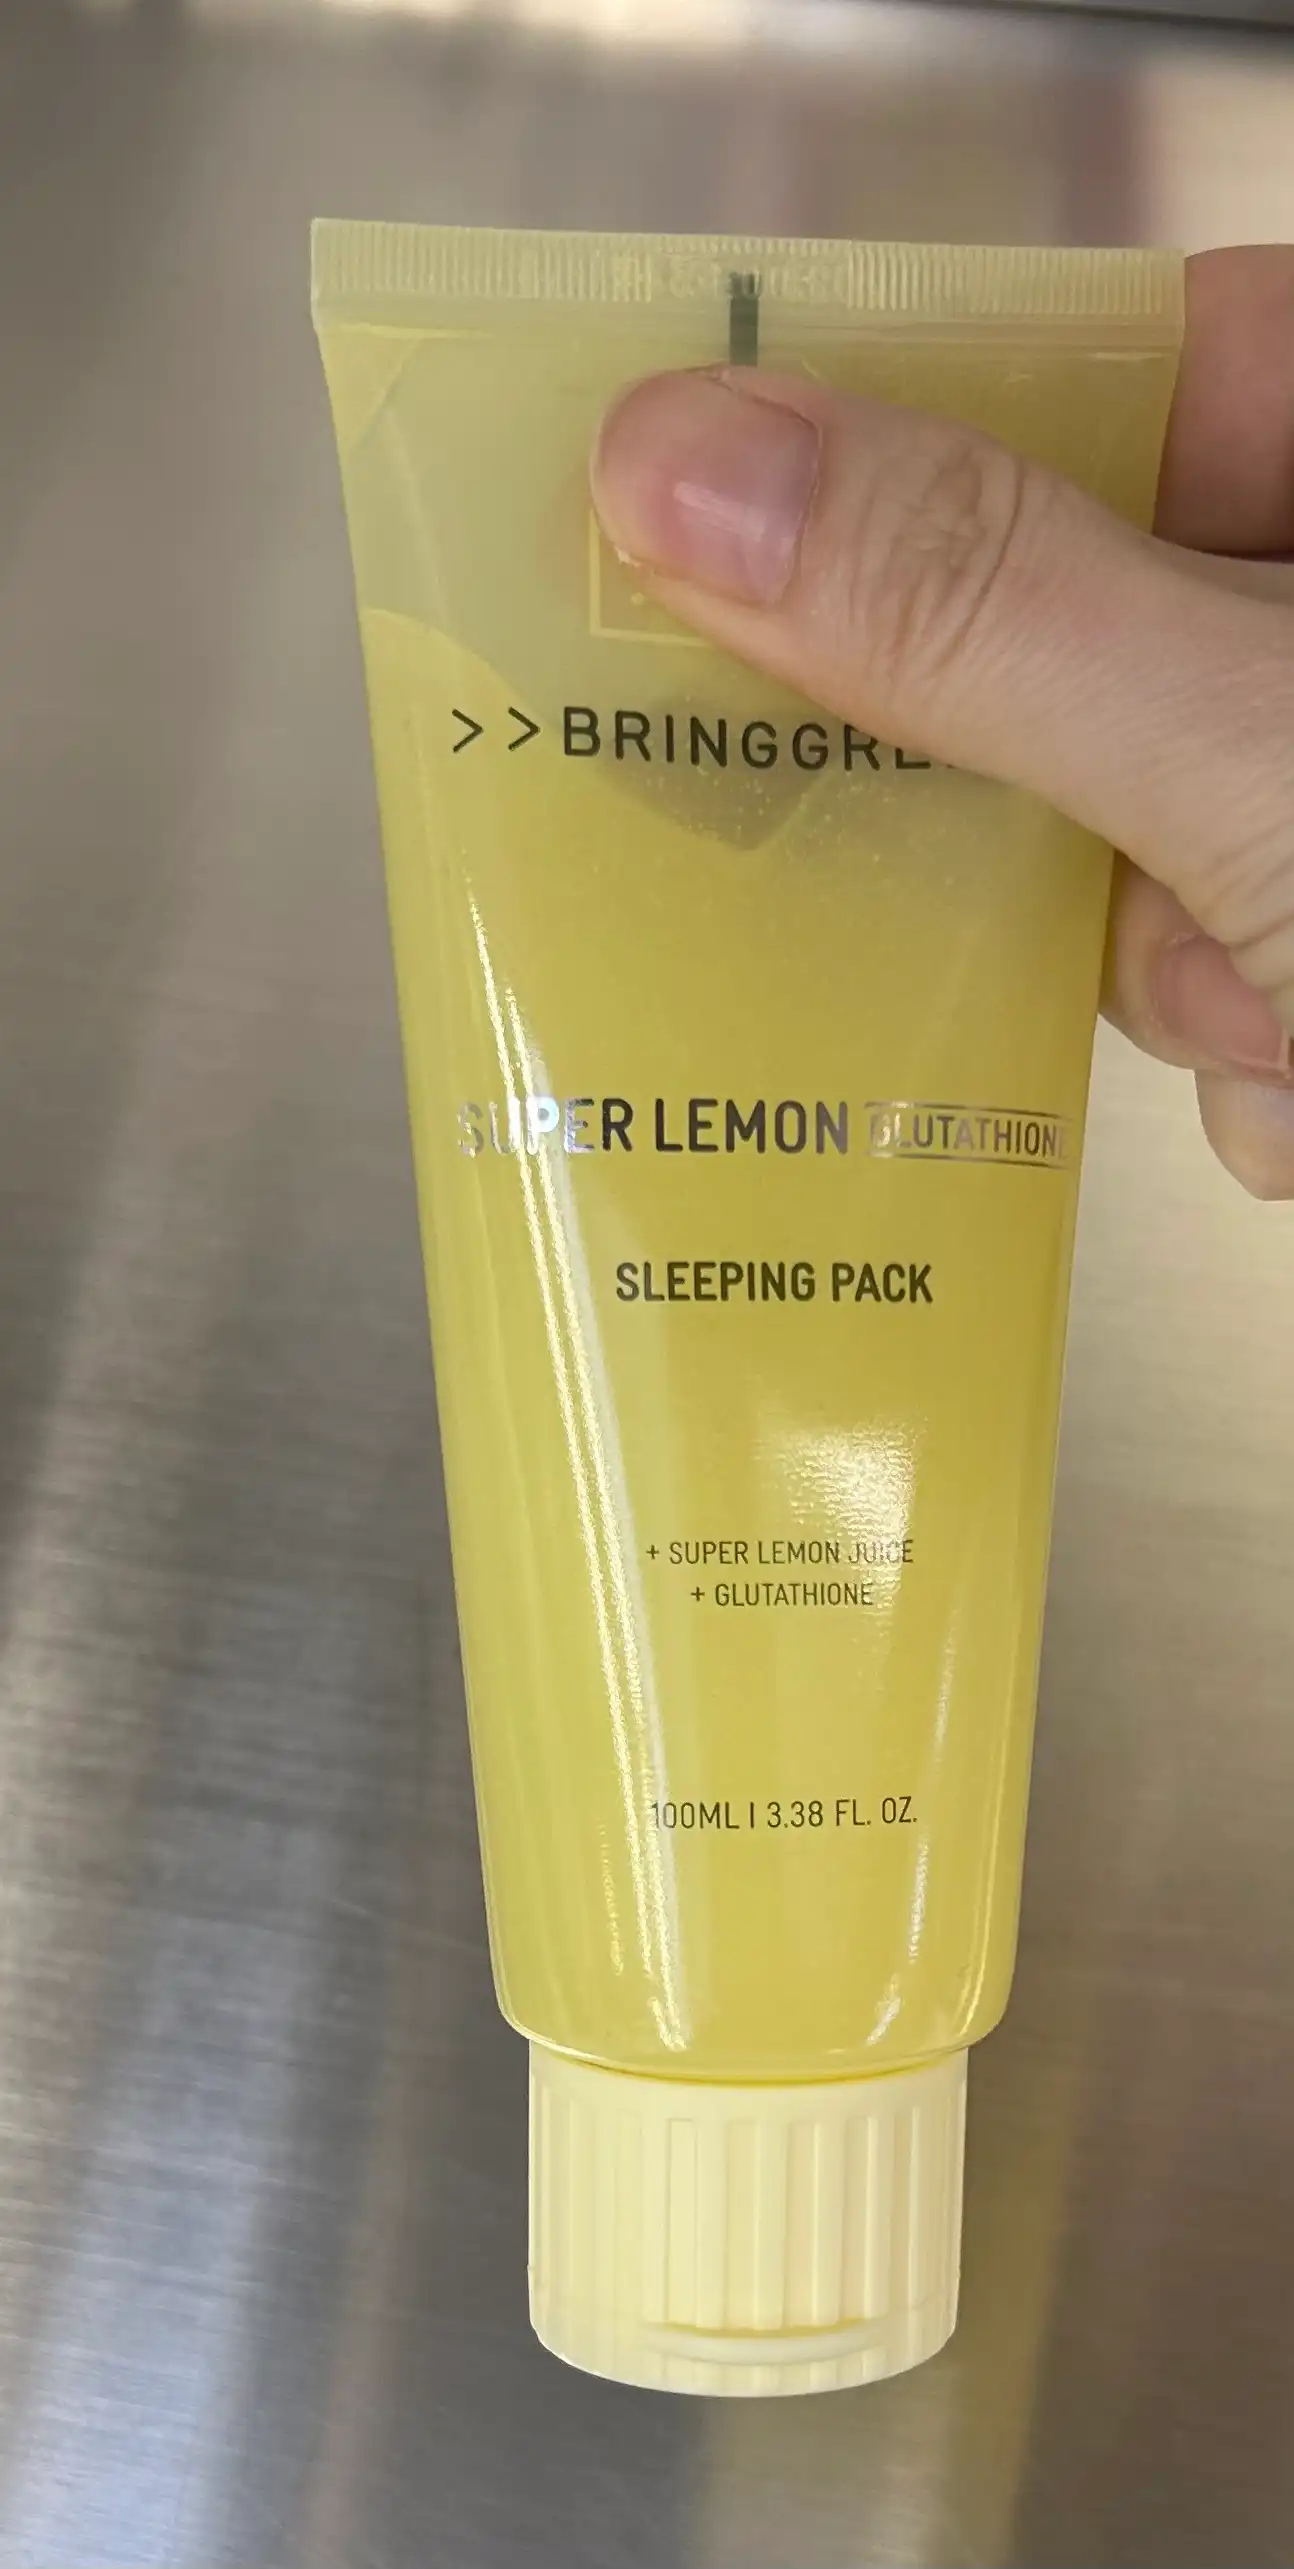 >>BRINGGRE
SUPER LEMON GLUTATHIONE
SLEEPING PACK
+ SUPER LEMON JUICE
+ GLUTATHIONE
100ML | 3.38 FL. OZ.